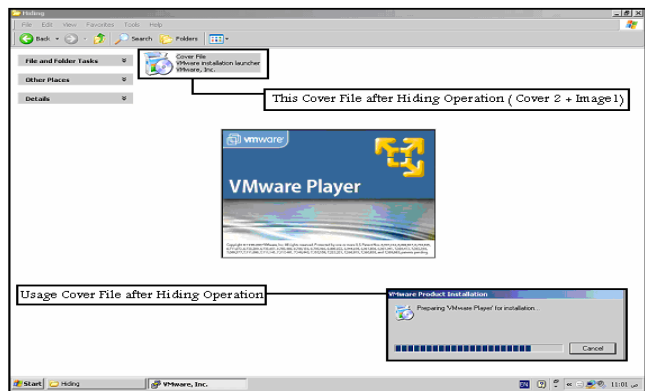 Hiding
File Edit View Favorites Tools Help
Back Search Folders
File and Folder Tasks
Other Places
Details
Cover File
VMware installation launcher
VMware, Inc.
This Cover File after Hiding Operation ( Cover 2 + Image1)
vmware
VMware Player
Usage Cover File after Hiding Operation
VMware Product Installation
Preparing 'VMware Player' for installation...
Cancel
Start Hiding VMware, Inc. EN 11:01 ص